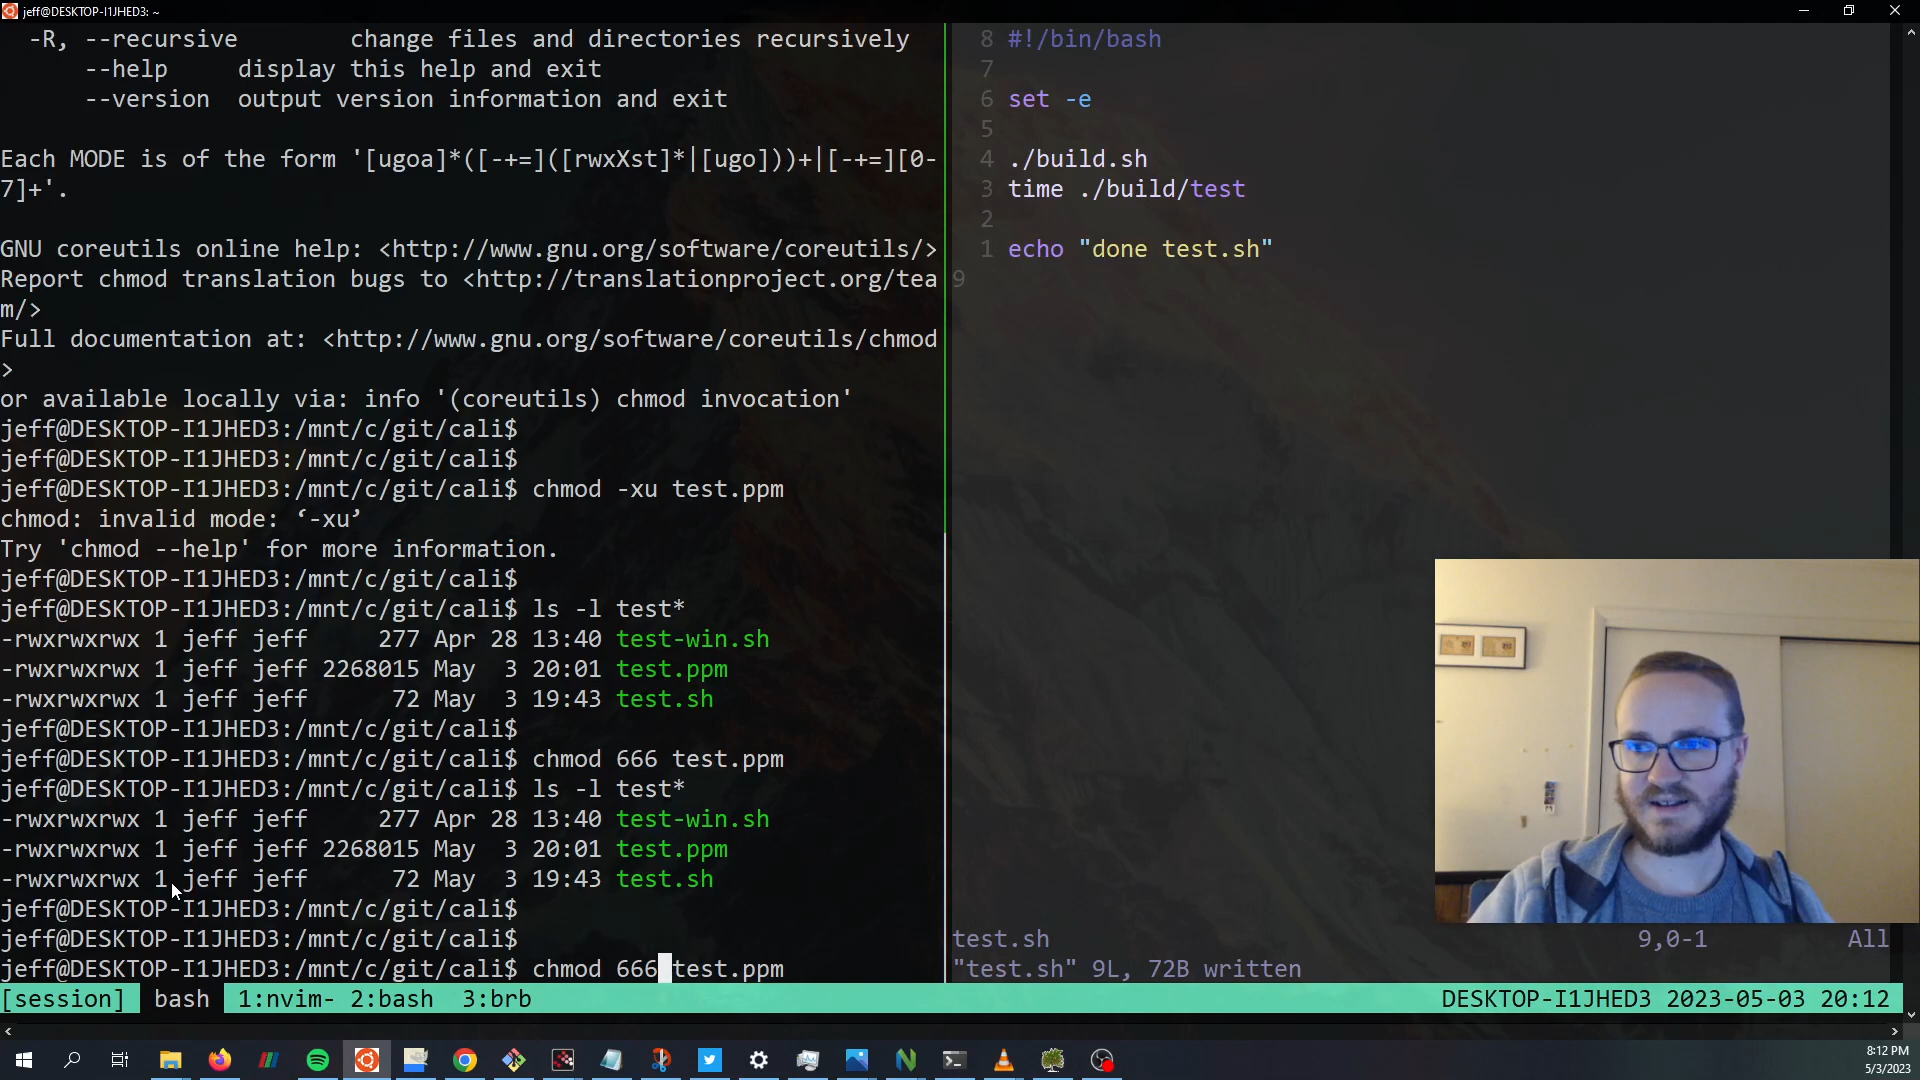 jeff@DESKTOP-I1JHED3: ~
-R, --recursive        change files and directories recursively
--help     display this help and exit
--version  output version information and exit
Each MODE is of the form '[ugoa]*([-+=]([rwxXst]*|[ugo]))+|[-+=][0-
7]+'.
GNU coreutils online help: <http://www.gnu.org/software/coreutils/>
Report chmod translation bugs to <http://translationproject.org/tea
m/>
Full documentation at: <http://www.gnu.org/software/coreutils/chmod
>
or available locally via: info '(coreutils) chmod invocation'
jeff@DESKTOP-I1JHED3:/mnt/c/git/cali$
jeff@DESKTOP-I1JHED3:/mnt/c/git/cali$
jeff@DESKTOP-I1JHED3:/mnt/c/git/cali$ chmod -xu test.ppm
chmod: invalid mode: ‘-xu’
Try 'chmod --help' for more information.
jeff@DESKTOP-I1JHED3:/mnt/c/git/cali$
jeff@DESKTOP-I1JHED3:/mnt/c/git/cali$ ls -l test*
-rwxrwxrwx 1 jeff jeff     277 Apr 28 13:40 test-win.sh
-rwxrwxrwx 1 jeff jeff 2268015 May  3 20:01 test.ppm
-rwxrwxrwx 1 jeff jeff      72 May  3 19:43 test.sh
jeff@DESKTOP-I1JHED3:/mnt/c/git/cali$
jeff@DESKTOP-I1JHED3:/mnt/c/git/cali$ chmod 666 test.ppm
jeff@DESKTOP-I1JHED3:/mnt/c/git/cali$ ls -l test*
-rwxrwxrwx 1 jeff jeff     277 Apr 28 13:40 test-win.sh
-rwxrwxrwx 1 jeff jeff 2268015 May  3 20:01 test.ppm
-rwxrwxrwx 1 jeff jeff      72 May  3 19:43 test.sh
jeff@DESKTOP-I1JHED3:/mnt/c/git/cali$
jeff@DESKTOP-I1JHED3:/mnt/c/git/cali$
jeff@DESKTOP-I1JHED3:/mnt/c/git/cali$ chmod 666 test.ppm
8 #!/bin/bash
7
6 set -e
5
4 ./build.sh
3 time ./build/test
2
1 echo "done test.sh"
9
test.sh 9,0-1 All
"test.sh" 9L, 72B written
[session] bash 1:nvim- 2:bash  3:brb DESKTOP-I1JHED3 2023-05-03 20:12
8:12 PM
5/3/2023